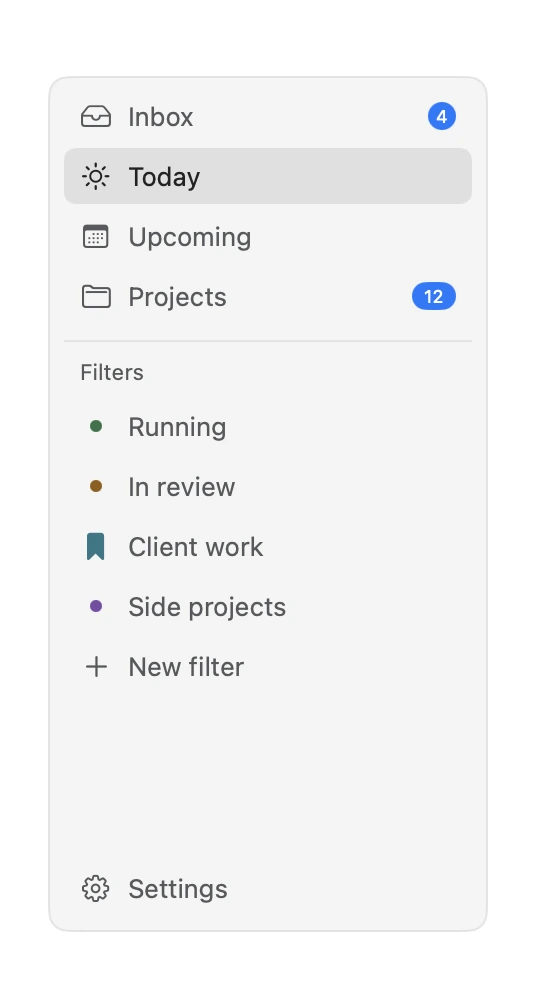 Inbox 4
Today
Upcoming
Projects 12
Filters
Running
In review
Client work
Side projects
New filter
Settings